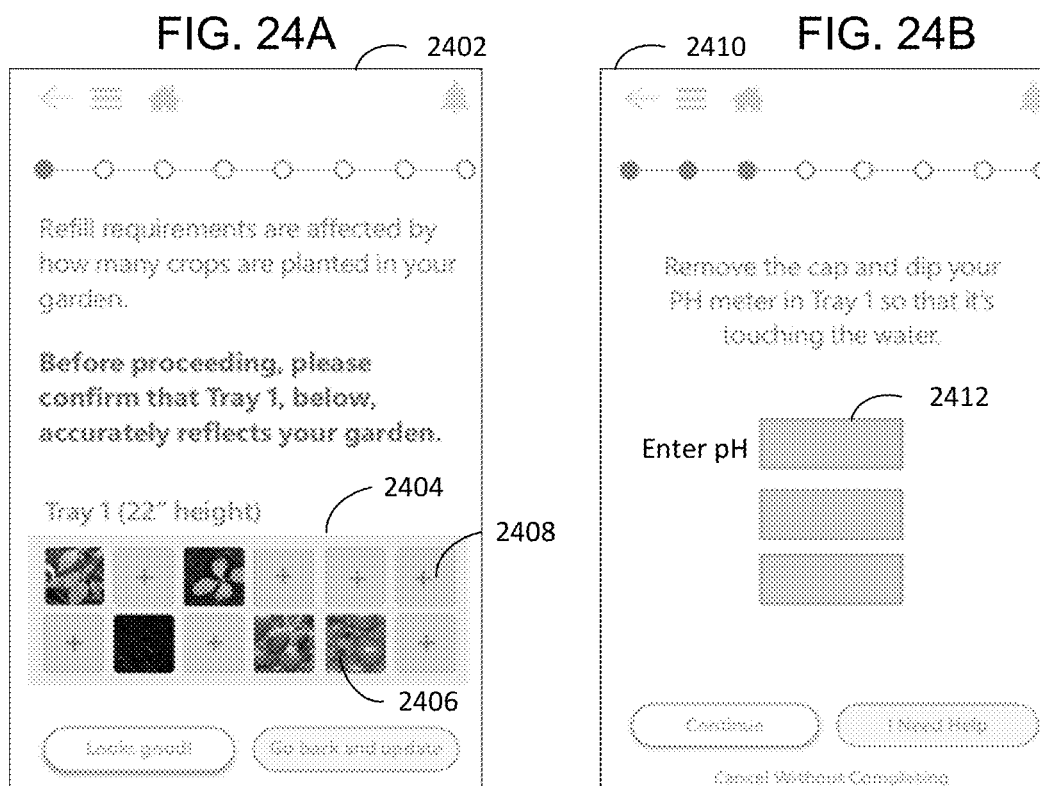 FIG. 24A
2402
Refill requirements are affected by
how many crops are planted in your
garden.
Before proceeding, please
confirm that Tray 1, below,
accurately reflects your garden.
Tray 1 (22" height)
2404
2408
+ + + +
+ + +
2406
Looks good!
Go back and update
FIG. 24B
2410
Remove the cap and dip your
PH meter in Tray 1 so that it's
touching the water.
2412
Enter pH
Continue
I Need Help
Cancel Without Completing